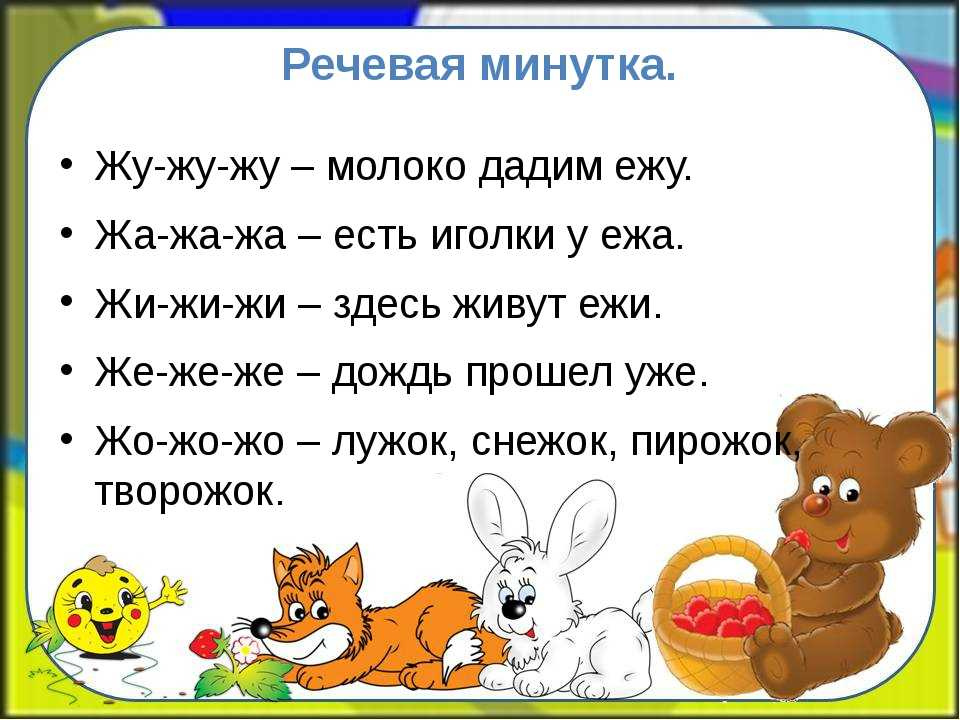 Речевая минутка.
• Жу-жу-жу – молоко дадим ежу.
• Жа-жа-жа – есть иголки у ежа.
• Жи-жи-жи – здесь живут ежи.
• Же-же-же – дождь прошел уже.
• Жо-жо-жо – лужок, снежок, пирожок,
творожок.